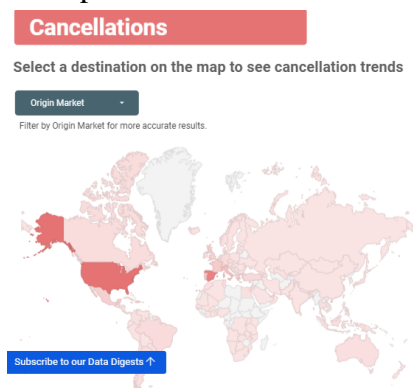 Cancellations
Select a destination on the map to see cancellation trends
Origin Market
Filter by Origin Market for more accurate results.
Subscribe to our Data Digests ↑